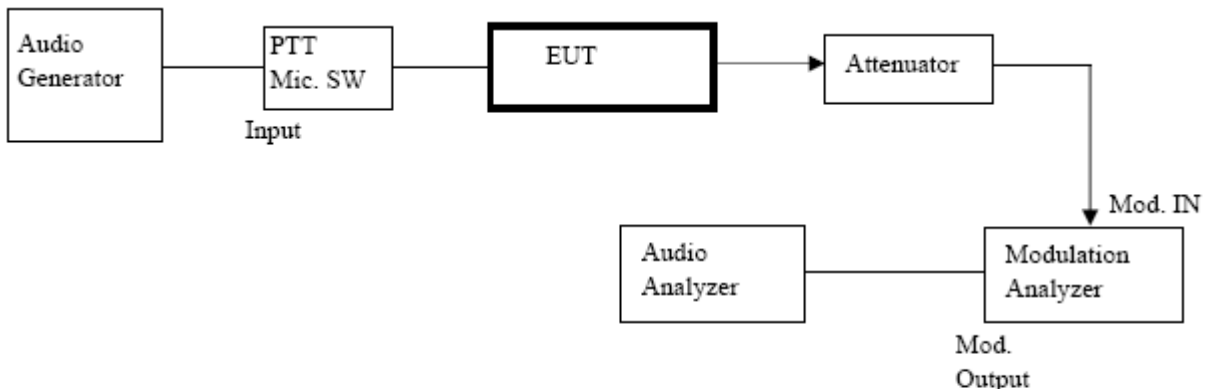 Audio
Generator
PTT
Mic. SW
Input
EUT
Attenuator
Mod. IN
Audio
Analyzer
Modulation
Analyzer
Mod.
Output